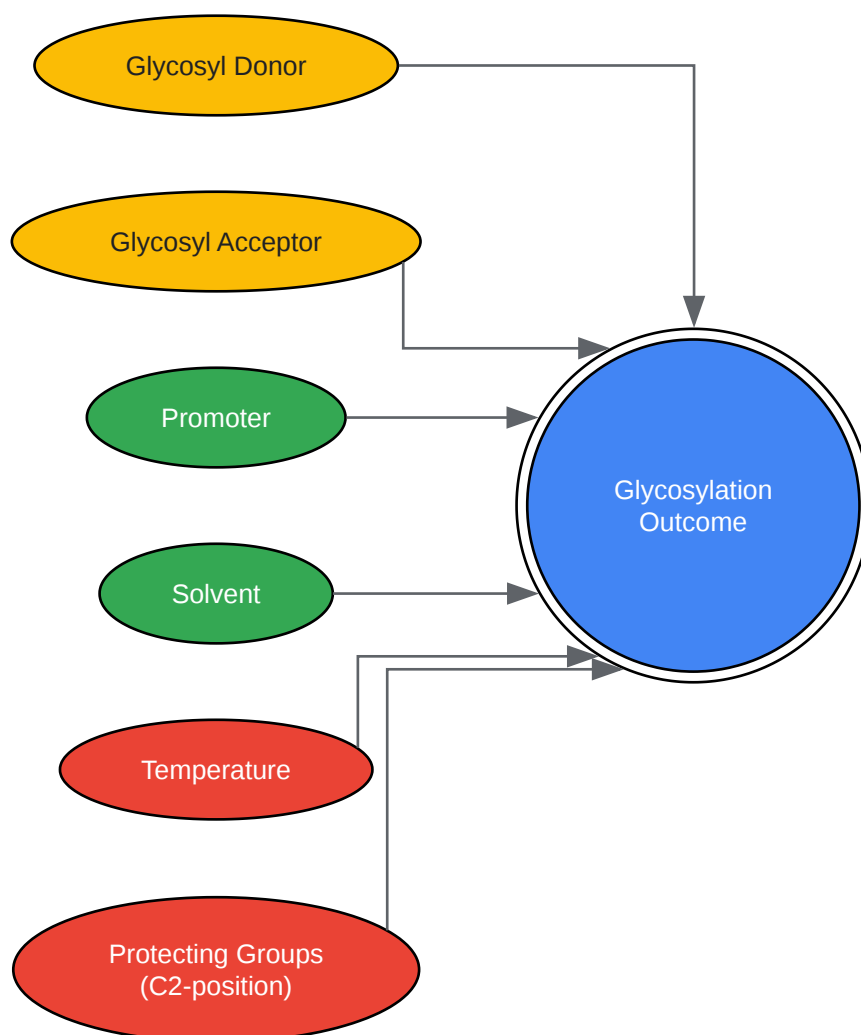 Glycosyl Donor
Glycosyl Acceptor
Promoter
Glycosylation
Outcome
Solvent
Temperature
Protecting Groups
(C2-position)